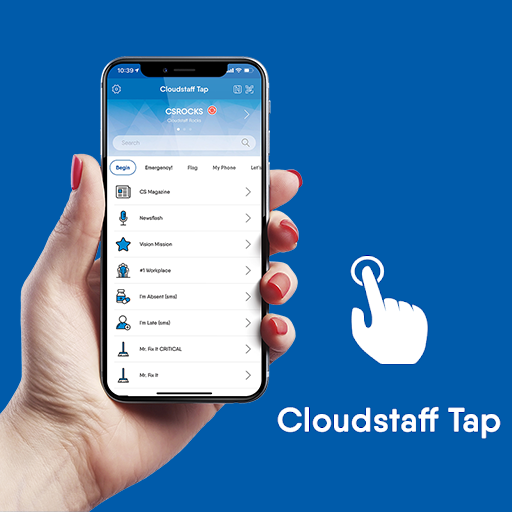 10:39
Cloudstaff Tap
CSROCKS
Cloudstaff Rocks
Search
Begin Emergency! Flag My Phone Let's
CS Magazine
Newsflash
Vision Mission
#1 Workplace
I'm Absent (sms)
I'm Late (sms)
Mr. Fix It CRITICAL
Mr. Fix It
Cloudstaff Tap